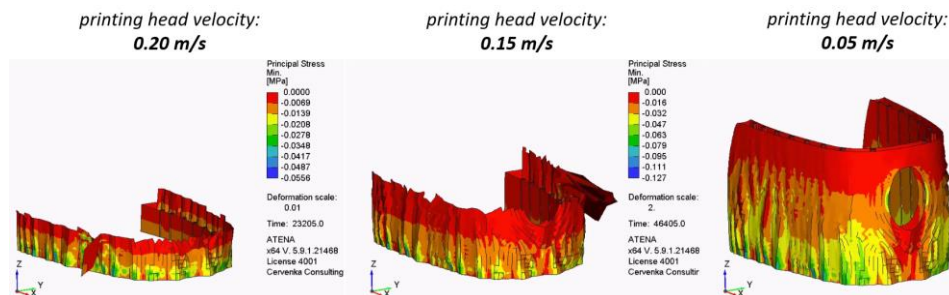 printing head velocity:
0.20 m/s
printing head velocity:
0.15 m/s
printing head velocity:
0.05 m/s
Principal Stress
Min.
[MPa]
0.0000
-0.0069
-0.0139
-0.0208
-0.0278
-0.0348
-0.0417
-0.0487
-0.0556
Deformation scale:
0.01
Time: 23205.0
ATENA
x64 V. 5.9.1.21468
License 4001
Cervenka Consulting
Z
Y
X
Principal Stress
Min.
[MPa]
0.000
-0.016
-0.032
-0.047
-0.063
-0.079
-0.095
-0.111
-0.127
Deformation scale:
2.
Time: 46405.0
ATENA
x64 V. 5.9.1.21468
License 4001
Cervenka Consultir
Z
Y
X
Z
Y
X